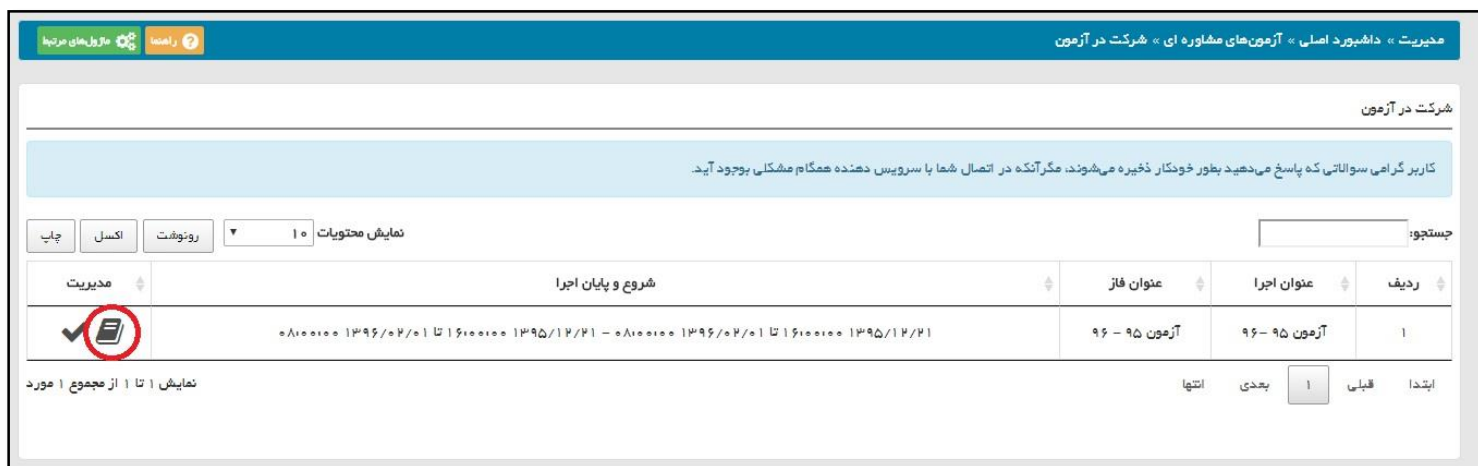 مدیریت » داشبورد اصلی » آزمون‌های مشاوره ای » شرکت در آزمون
راهنما
ماژول‌های مرتبط
شرکت در آزمون
کاربر گرامی سوالاتی که پاسخ می‌دهید بطور خودکار ذخیره می‌شوند، مگرآنکه در اتصال شما با سرویس دهنده همگام مشکلی بوجود آید.
جستجو:
نمایش محتویات ۱۰
رونوشت اکسل چاپ
ردیف عنوان اجرا عنوان فاز شروع و پایان اجرا مدیریت
۱ آزمون ۹۵ -۹۶ آزمون ۹۵ - ۹۶ ۱۳۹۵/۱۲/۲۱ ۱۶:۰۰:۰۰ تا ۱۳۹۶/۰۲/۰۱ ۰۸:۰۰:۰۰ - ۱۳۹۵/۱۲/۲۱ ۱۶:۰۰:۰۰ تا ۱۳۹۶/۰۲/۰۱ ۰۸:۰۰:۰۰
ابتدا قبلی ۱ بعدی انتها
نمایش ۱ تا ۱ از مجموع ۱ مورد